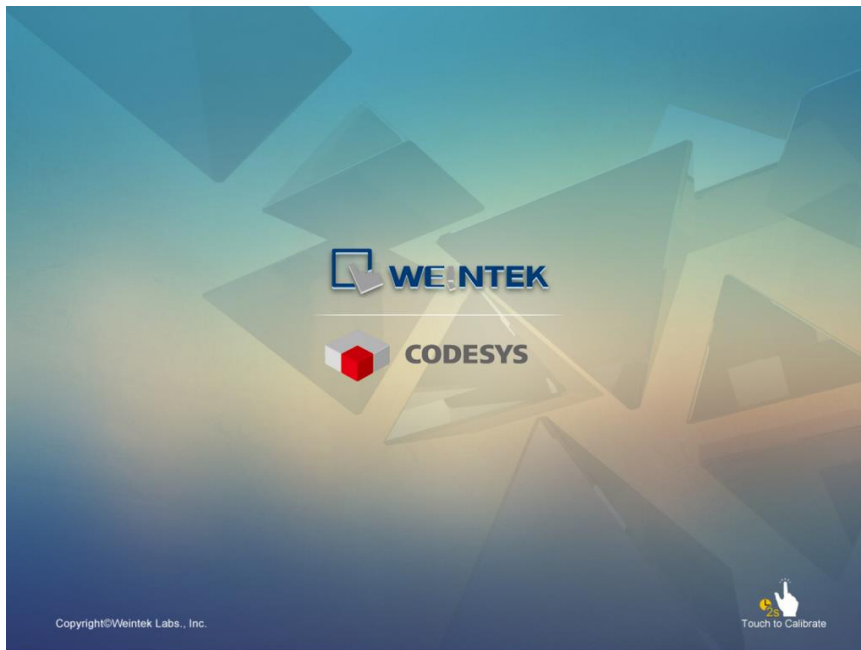 WEINTEK
CODESYS
2s
Copyright©Weintek Labs., Inc.
Touch to Calibrate